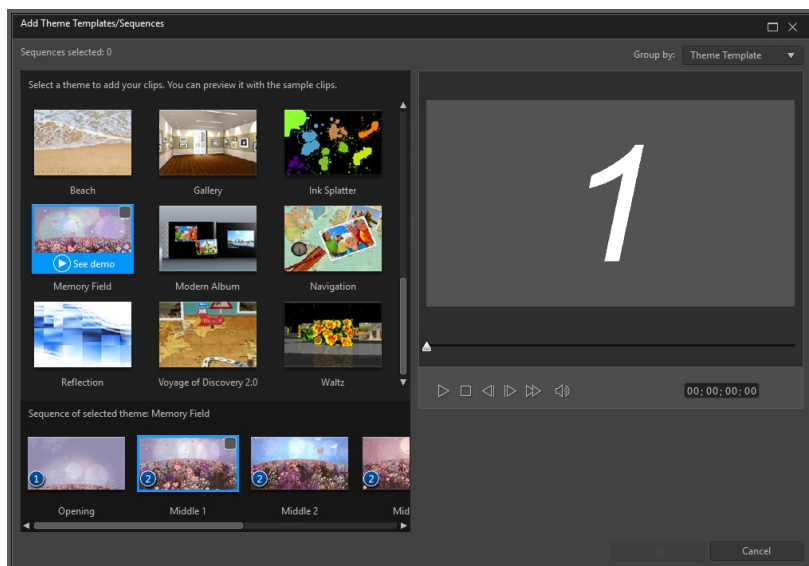 Add Theme Templates/Sequences
Sequences selected: 0
Group by: Theme Template
Select a theme to add your clips. You can preview it with the sample clips.
Beach
Gallery
Ink Splatter
See demo
Memory Field
Modern Album
Navigation
Reflection
Voyage of Discovery 2.0
Waltz
1
00;00;00;00
Sequence of selected theme: Memory Field
1
2
2
2
Opening
Middle 1
Middle 2
Mid
Cancel